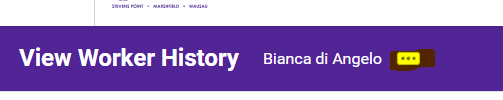 STEVENS POINT • MARSHFIELD • WAUSAU
View Worker History Bianca di Angelo